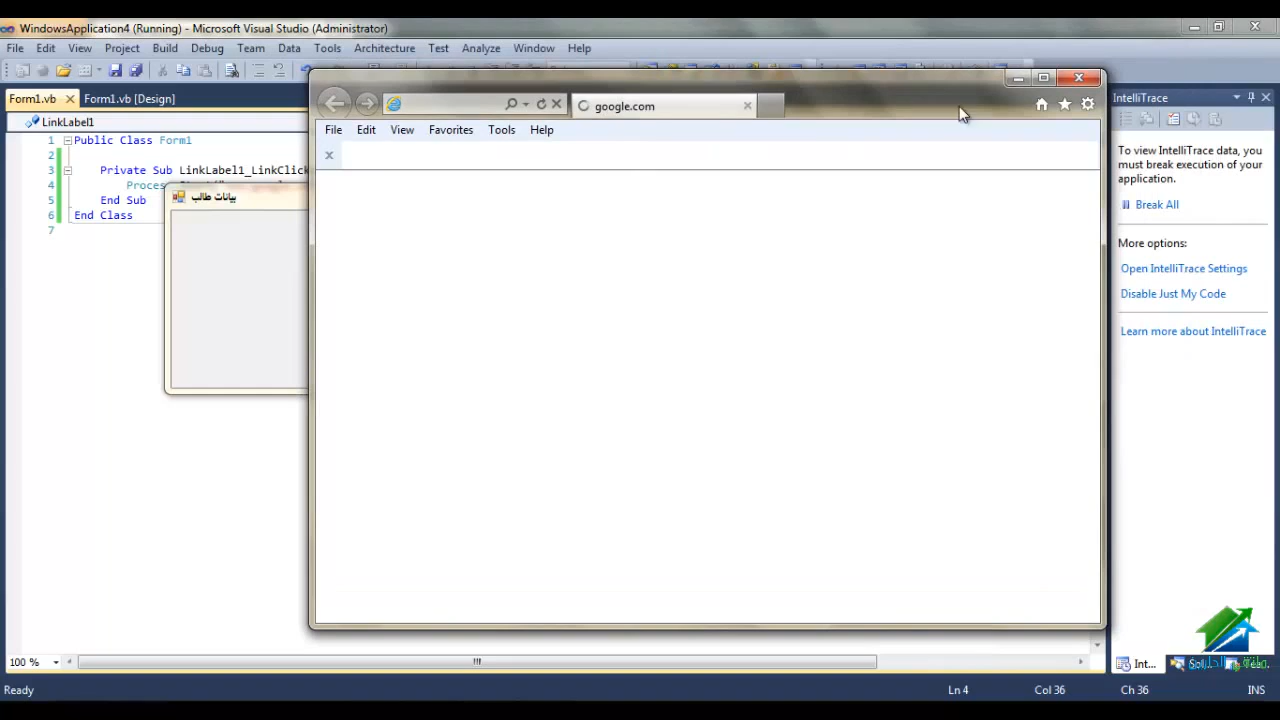 WindowsApplication4 (Running) - Microsoft Visual Studio (Administrator)
File Edit View Project Build Debug Team Data Tools Architecture Test Analyze Window Help
Form1.vb Form1.vb [Design]
LinkLabel1
1 Public Class Form1
2
3 Private Sub LinkLabel1_LinkClick
4 Proces
5 End Sub
6 End Class
7
بيانات طالب
google.com
File Edit View Favorites Tools Help
x
IntelliTrace
To view IntelliTrace data, you
must break execution of your
application.
Break All
More options:
Open IntelliTrace Settings
Disable Just My Code
Learn more about IntelliTrace
100 %
Int...
Ready Ln 4 Col 36 Ch 36 INS